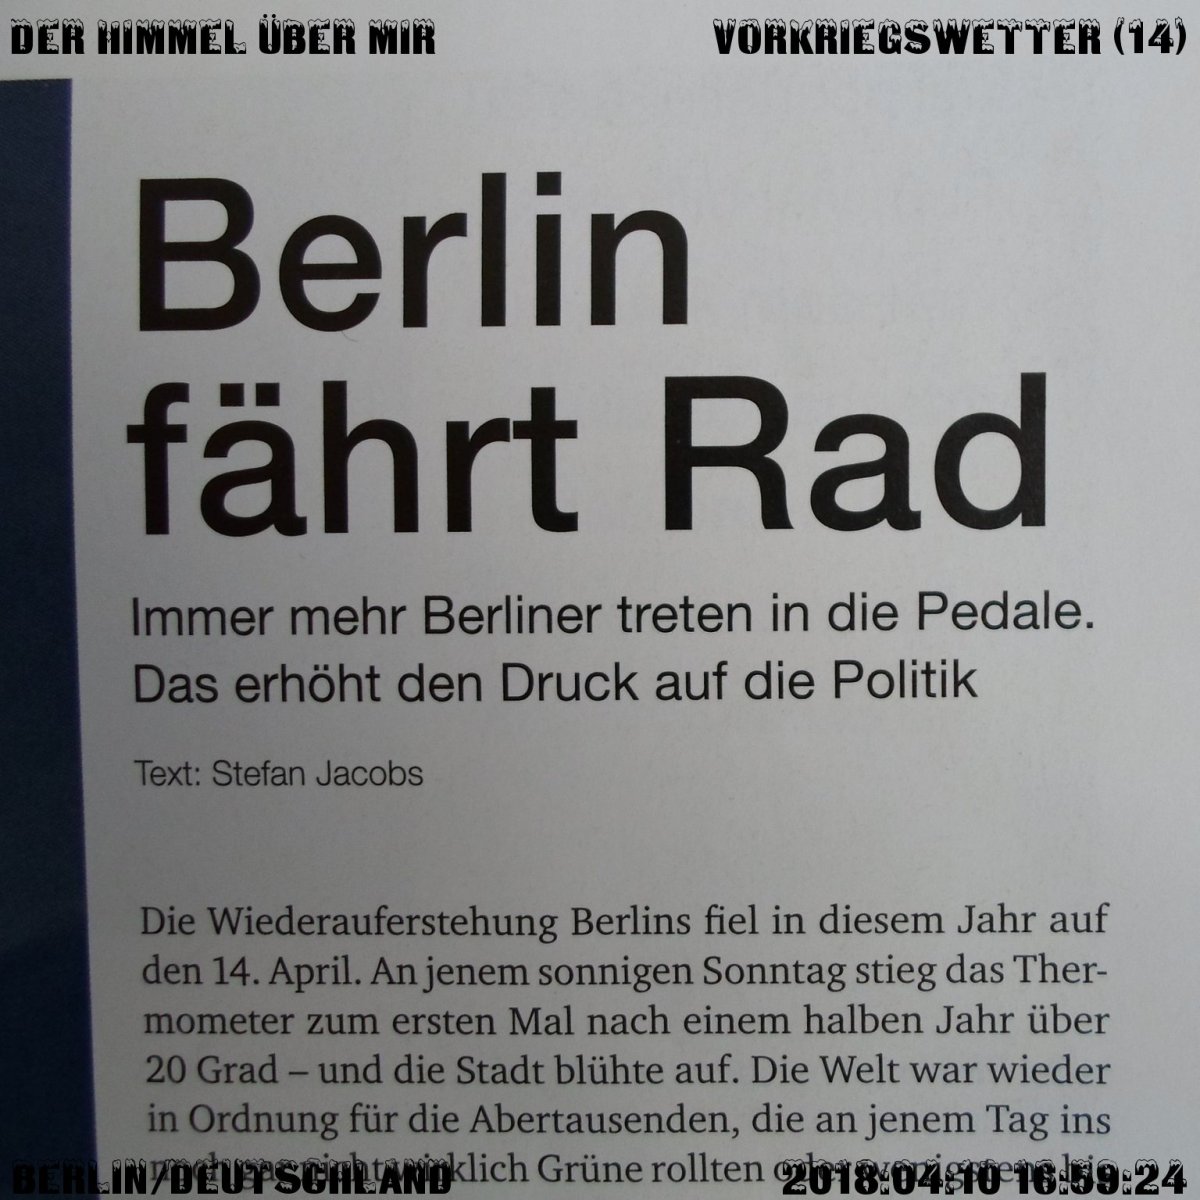 DER HIMMEL ÜBER MIR
VORKRIEGSWETTER (14)
Berlin
fährt Rad
Immer mehr Berliner treten in die Pedale.
Das erhöht den Druck auf die Politik
Text: Stefan Jacobs
Die Wiederauferstehung Berlins fiel in diesem Jahr auf
den 14. April. An jenem sonnigen Sonntag stieg das Ther-
mometer zum ersten Mal nach einem halben Jahr über
20 Grad – und die Stadt blühte auf. Die Welt war wieder
in Ordnung für die Abertausenden, die an jenem Tag ins
wirklich Grüne rollten
BERLIN/DEUTSCHLAND
2018:04:10 16:59:24